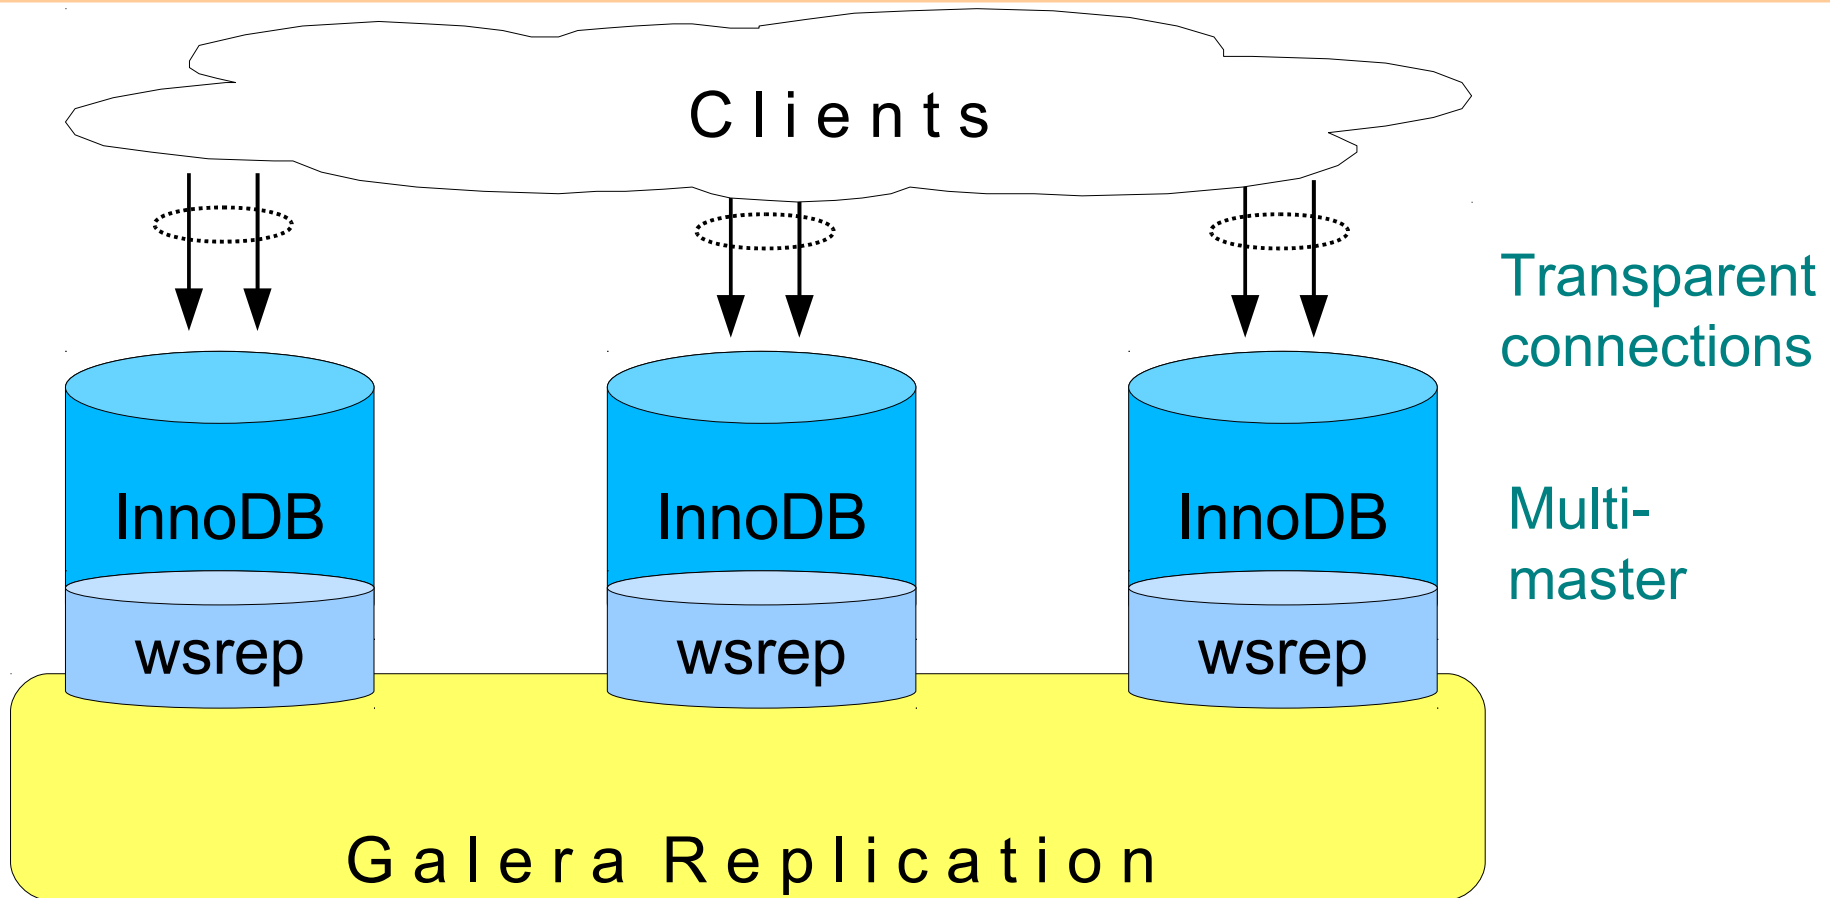 Clients
Transparent
connections
InnoDB InnoDB InnoDB
Multi-
master
wsrep wsrep wsrep
Galera Replication